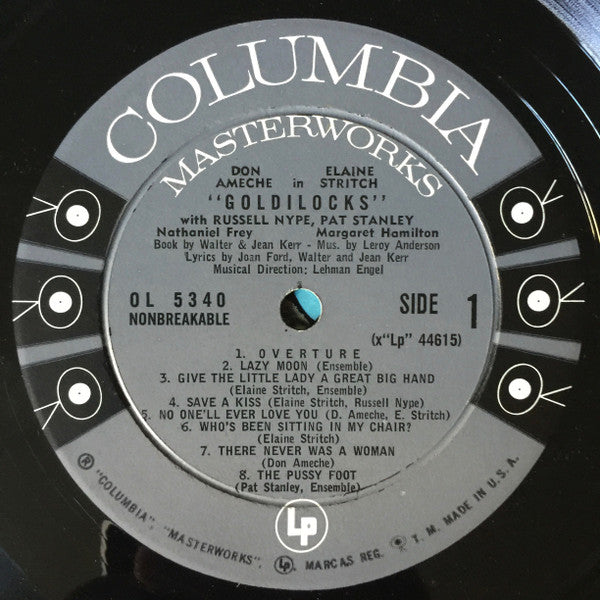 COLUMBIA
MASTERWORKS
DON ELAINE
AMECHE in STRITCH
"GOLDILOCKS"
with RUSSELL NYPE, PAT STANLEY
Nathaniel Frey Margaret Hamilton
Book by Walter & Jean Kerr - Mus. by Leroy Anderson
Lyrics by Joan Ford, Walter and Jean Kerr
Musical Direction: Lehman Engel
OL 5340 SIDE 1
NONBREAKABLE
(x"Lp" 44615)
1. OVERTURE
2. LAZY MOON (Ensemble)
3. GIVE THE LITTLE LADY A GREAT BIG HAND
(Elaine Stritch, Ensemble)
4. SAVE A KISS (Elaine Stritch, Russell Nype)
5. NO ONE'LL EVER LOVE YOU (D. Ameche, E. Stritch)
6. WHO'S BEEN SITTING IN MY CHAIR?
(Elaine Stritch)
7. THERE NEVER WAS A WOMAN
(Don Ameche)
8. THE PUSSY FOOT
(Pat Stanley, Ensemble)
Lp
® "COLUMBIA", "MASTERWORKS", Lp, MARCAS REG. T. M. MADE IN U.S.A.